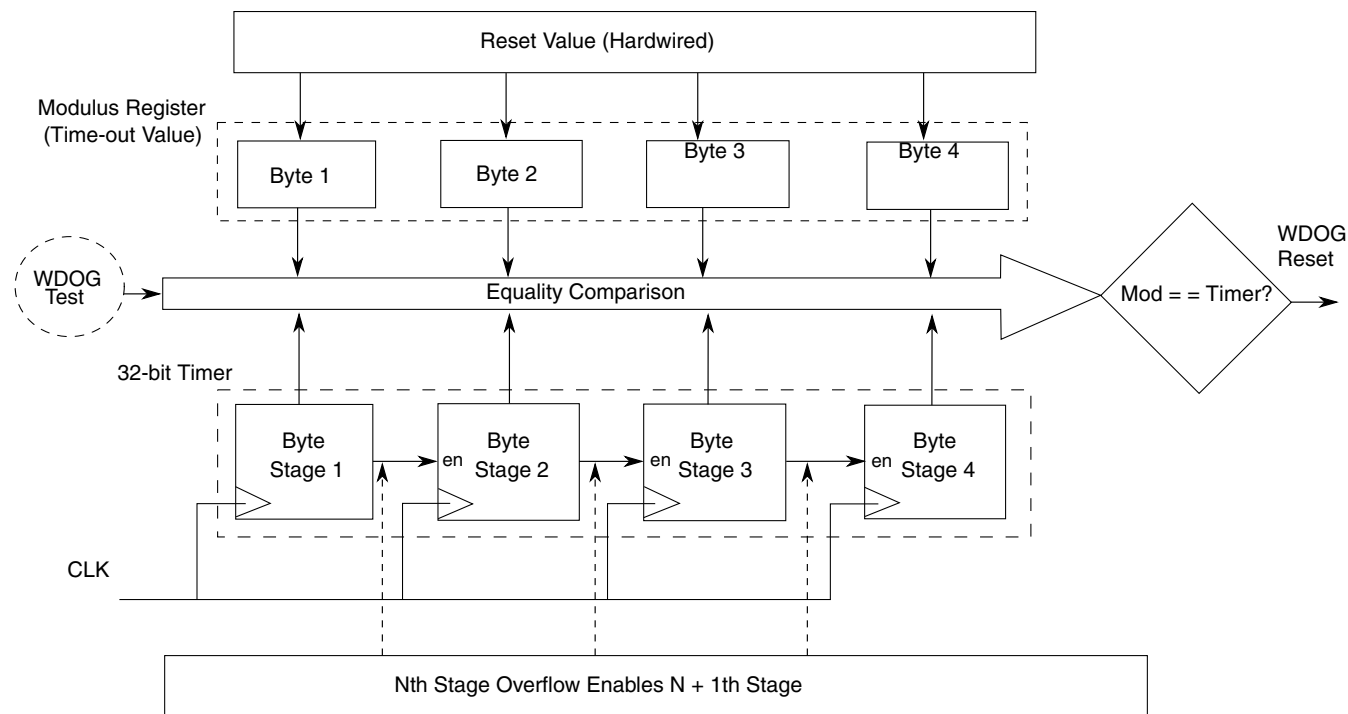 Reset Value (Hardwired)
Modulus Register
(Time-out Value)
Byte 1
Byte 2
Byte 3
Byte 4
WDOG
Test
Equality Comparison
Mod = = Timer?
WDOG
Reset
32-bit Timer
Byte
Stage 1
en
Byte
Stage 2
en
Byte
Stage 3
en
Byte
Stage 4
CLK
Nth Stage Overflow Enables N + 1th Stage